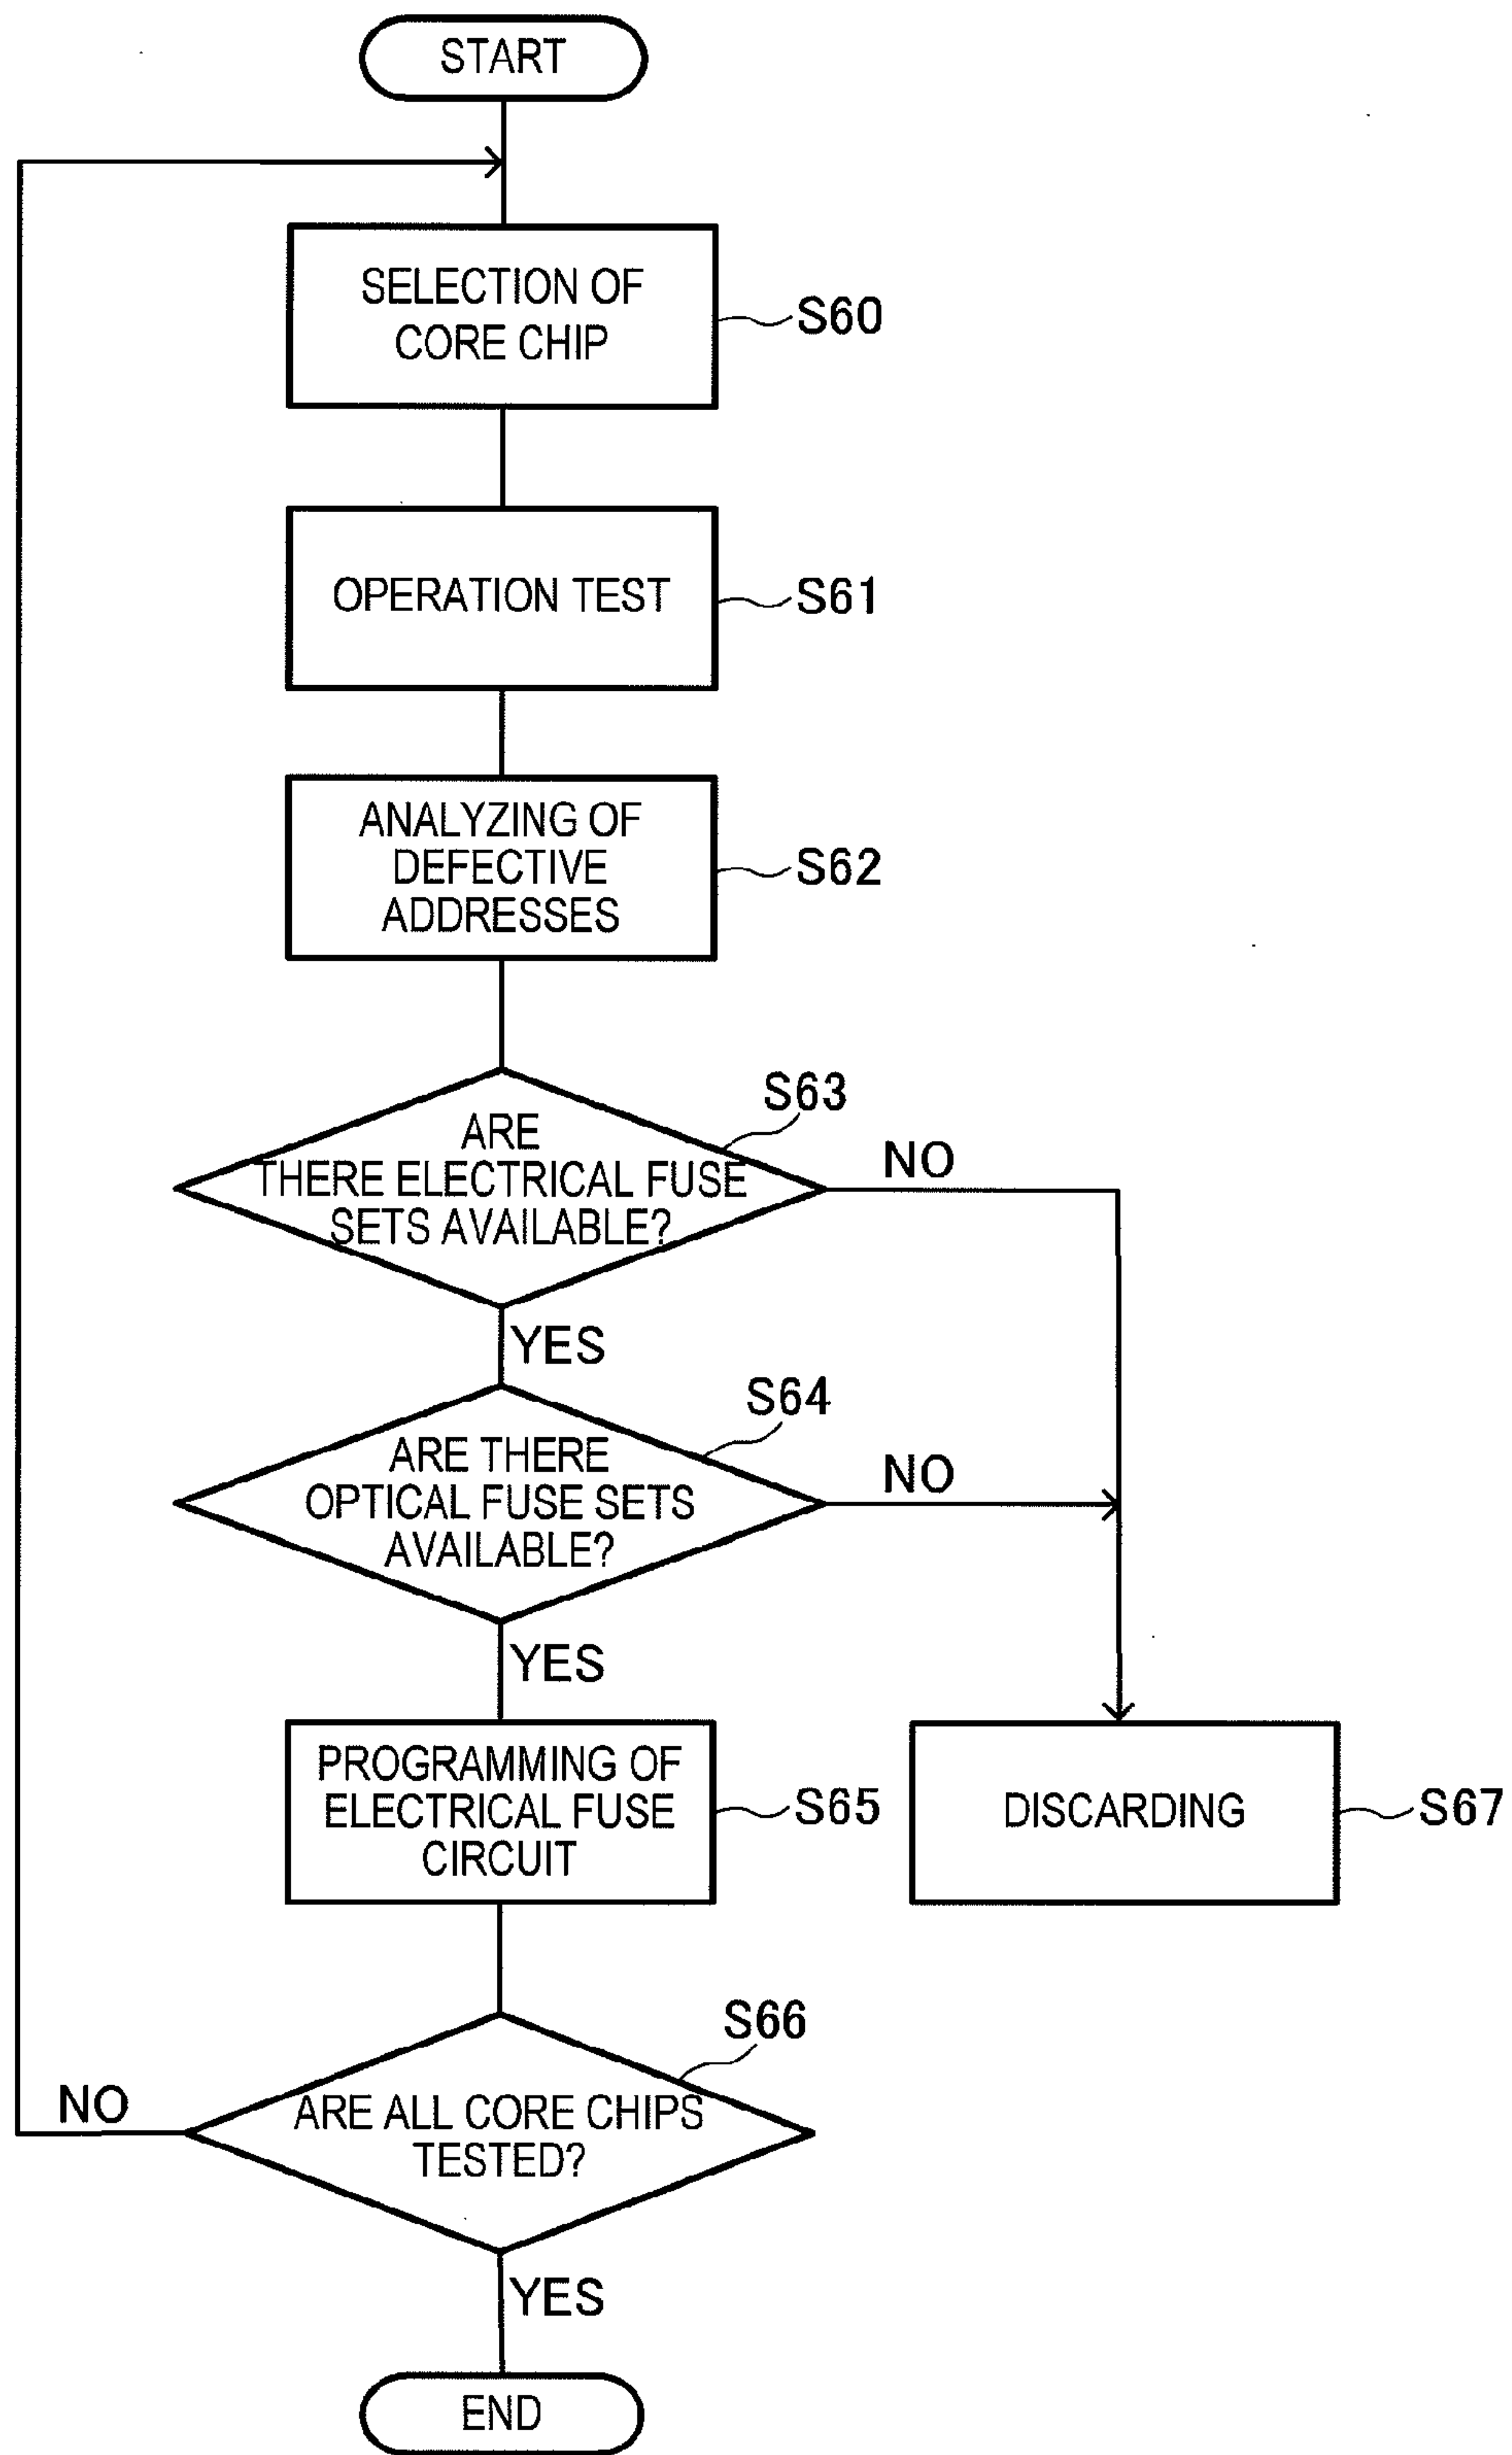 START
SELECTION OF
CORE CHIP
S60
OPERATION TEST
S61
ANALYZING OF
DEFECTIVE
ADDRESSES
S62
S63
ARE
THERE ELECTRICAL FUSE
SETS AVAILABLE?
NO
YES
S64
ARE THERE
OPTICAL FUSE SETS
AVAILABLE?
NO
YES
PROGRAMMING OF
ELECTRICAL FUSE
CIRCUIT
S65
DISCARDING
S67
S66
ARE ALL CORE CHIPS
TESTED?
NO
YES
END